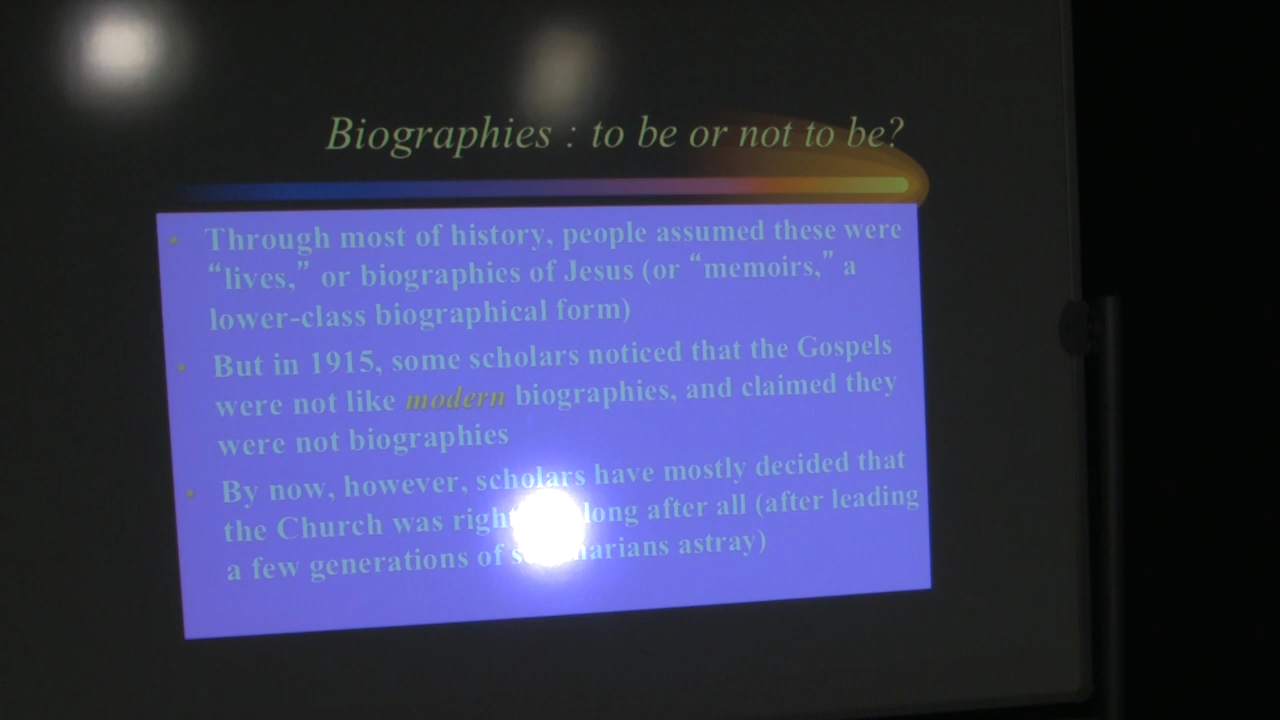 Biographies : to be or not to be?
• Through most of history, people assumed these were
“lives,” or biographies of Jesus (or “memoirs,” a
lower-class biographical form)
• But in 1915, some scholars noticed that the Gospels
were not like modern biographies, and claimed they
were not biographies
• By now, however, scholars have mostly decided that
the Church was right long after all (after leading
a few generations of astray)